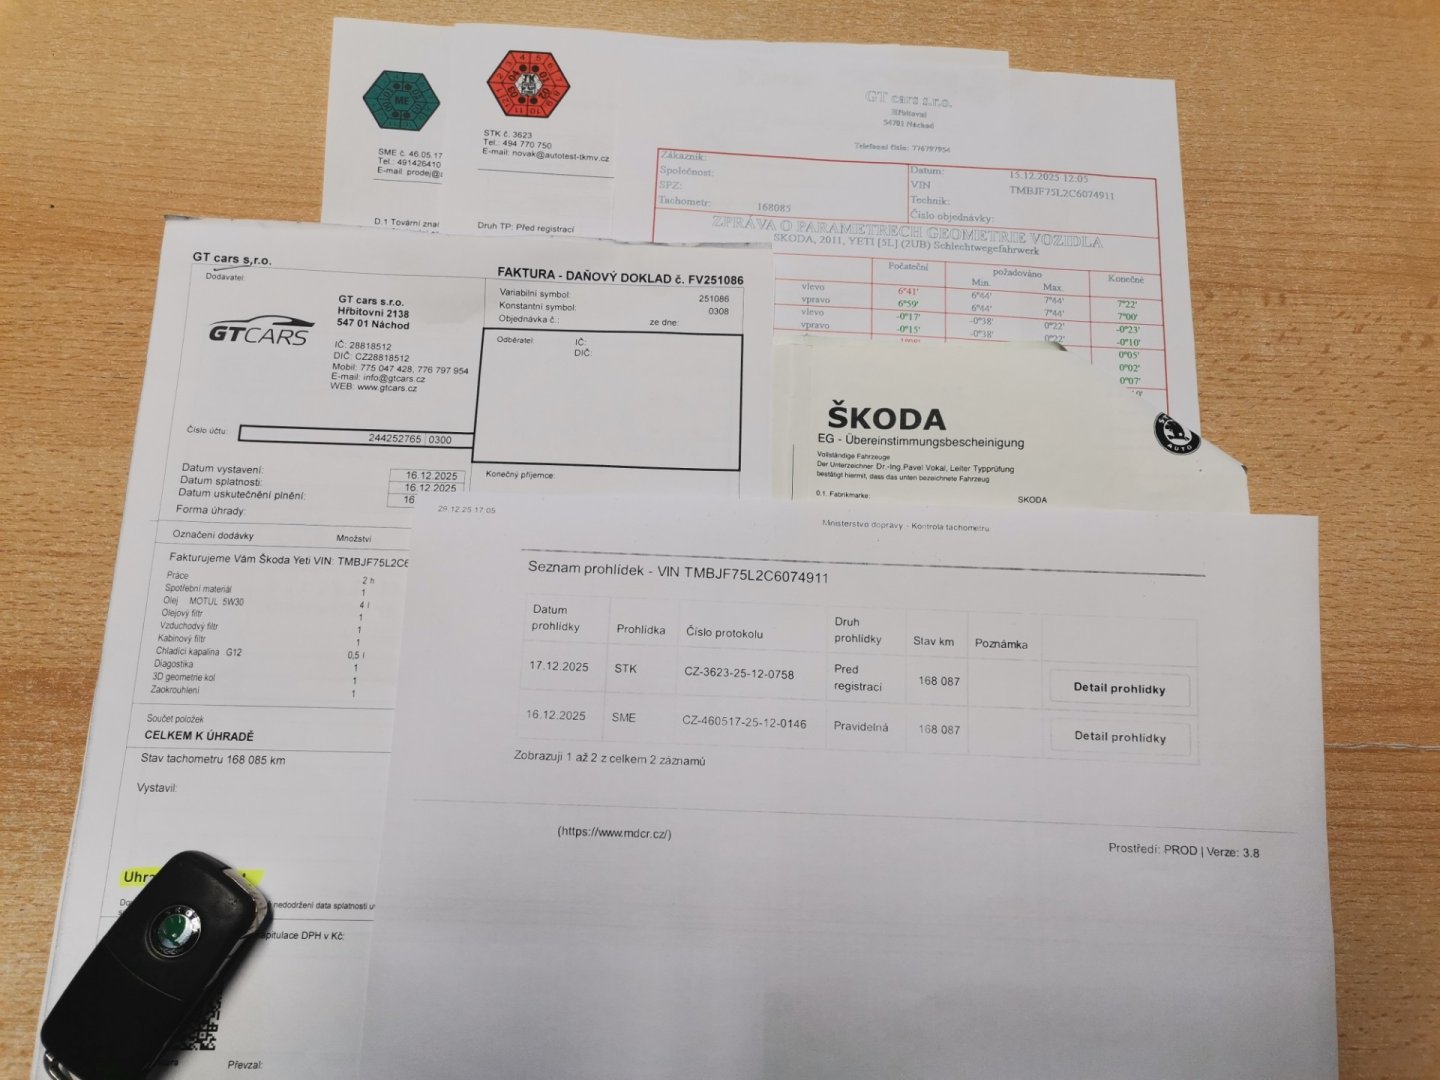 ME
SME č. 46.05.17
Tel.: 491426410
E-mail: prodej@
D.1 Tovární znač
TK
STK č. 3623
Tel.: 494 770 750
E-mail: novak@autotest-tkmv.cz
Druh TP: Před registrací
GT cars s.r.o.
Hřbitovní
54701 Náchod
Telefonní číslo: 776797954
Zákazník:
Společnost:
SPZ:
Tachometr: 168085
Datum: 15.12.2025 12:05
VIN TMBJF75L2C6074911
Technik:
Číslo objednávky:
ZPRÁVA O PARAMETRECH GEOMETRIE VOZIDLA
SKODA, 2011, YETI [5L] (2UB) Schlechtwegefahrwerk
Počáteční požadováno Konečné
Min. Max.
vlevo 6°41' 6°44' 7°44' 7°22'
vpravo 6°59' 6°44' 7°44' 7°00'
vlevo -0°17' -0°38' 0°22' -0°23'
vpravo -0°15' -0°38' 0°22' -0°10'
0°05'
0°02'
0°07'
GT cars s,r.o.
Dodavatel:
GTCARS
GT cars s.r.o.
Hřbitovní 2138
547 01 Náchod
IČ: 28818512
DIČ: CZ28818512
Mobil: 775 047 428, 776 797 954
E-mail: info@gtcars.cz
WEB: www.gtcars.cz
Číslo účtu: 244252765 0300
FAKTURA - DAŇOVÝ DOKLAD č. FV251086
Variabilní symbol: 251086
Konstantní symbol: 0308
Objednávka č.: ze dne:
Odběratel: IČ:
DIČ:
Konečný příjemce:
Datum vystavení: 16.12.2025
Datum splatnosti: 16.12.2025
Datum uskutečnění plnění: 16
Forma úhrady:
Označení dodávky Množství
Fakturujeme Vám Škoda Yeti VIN: TMBJF75L2C6
Práce 2 h
Spotřební materiál 1
Olej MOTUL 5W30 4 l
Olejový filtr 1
Vzduchový filtr 1
Kabinový filtr 1
Chladící kapalina G12 0,5 l
Diagostika 1
3D geometrie kol 1
Zaokrouhlení 1
Součet položek
CELKEM K ÚHRADĚ
Stav tachometru 168 085 km
Vystavil:
Uhra
nedodržení data splatnosti
apitulace DPH v Kč:
Převzal:
ŠKODA
EG - Übereinstimmungsbescheinigung
Vollständige Fahrzeuge
Der Unterzeichner Dr.-Ing.Pavel Vokal, Leiter Typprüfung
bestätigt hiermit, dass das unten bezeichnete Fahrzeug
0.1. Fabrikmarke: SKODA
AUTO
29.12.25 17:05
Ministerstvo dopravy - Kontrola tachometru
Seznam prohlídek - VIN TMBJF75L2C6074911
Datum prohlídky Prohlídka Číslo protokolu Druh prohlídky Stav km Poznámka
17.12.2025 STK CZ-3623-25-12-0758 Před registrací 168 087 Detail prohlídky
16.12.2025 SME CZ-460517-25-12-0146 Pravidelná 168 087 Detail prohlídky
Zobrazuji 1 až 2 z celkem 2 záznamů
(https://www.mdcr.cz/)
Prostředí: PROD | Verze: 3.8